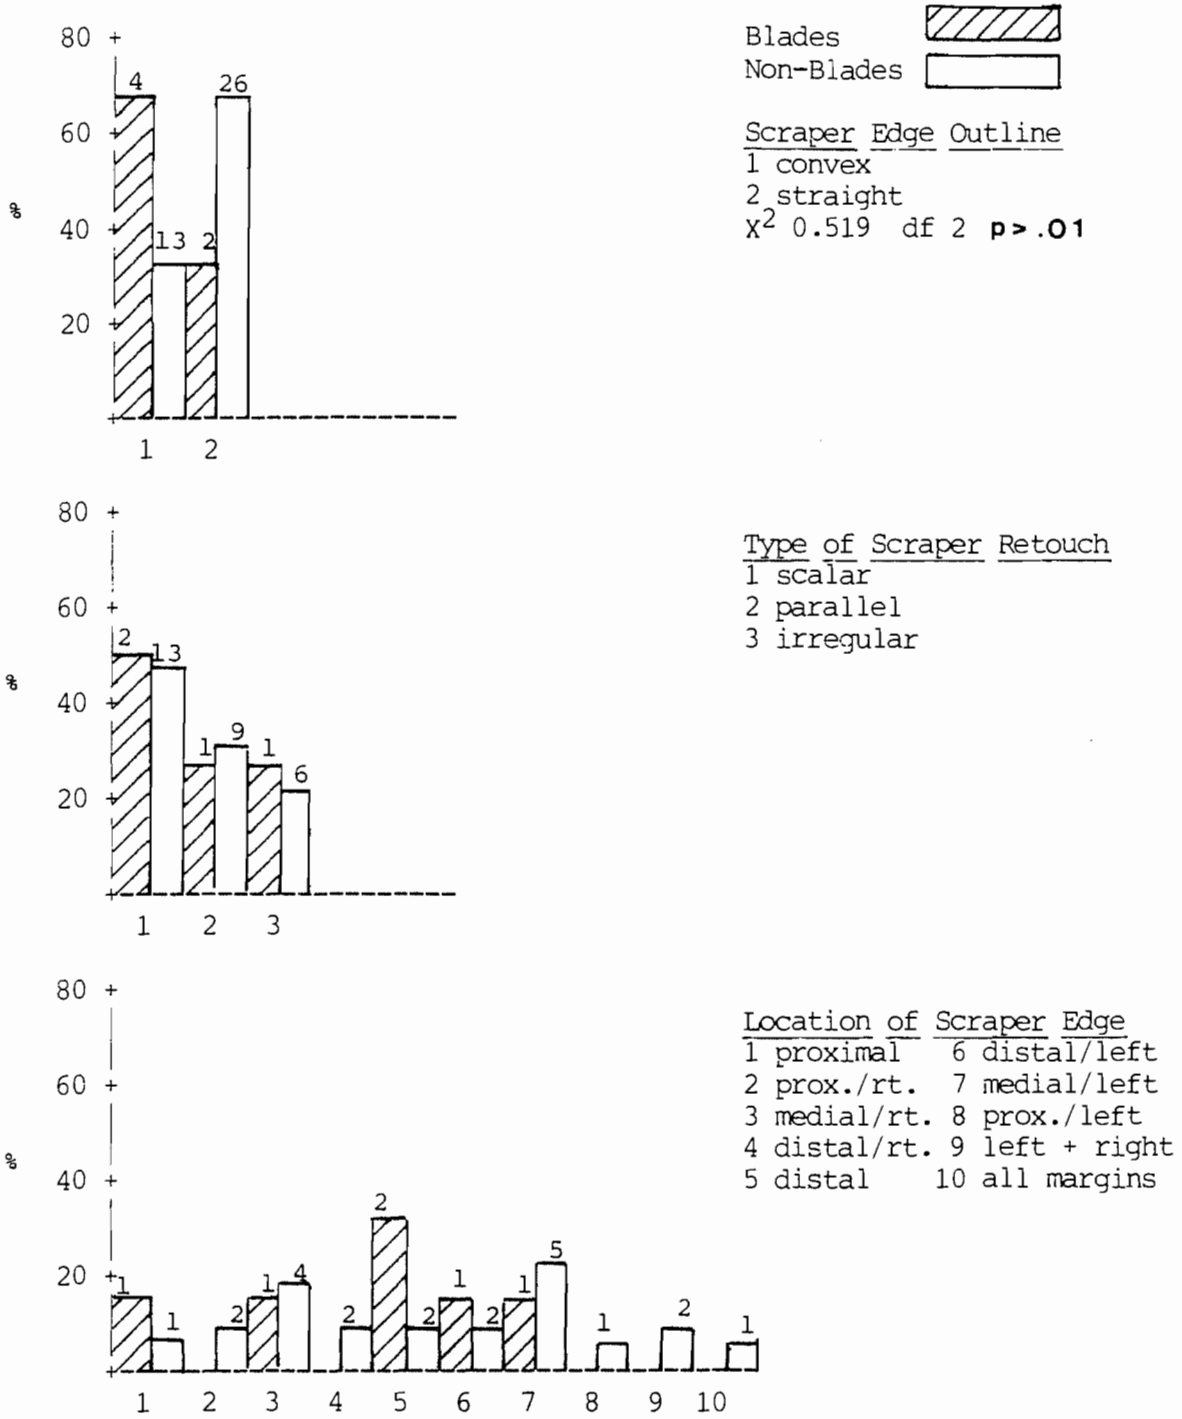 Blades
Non-Blades
Scraper Edge Outline
1 convex
2 straight
X² 0.519 df 2 p > .01
80
60
%
40
20
4
26
13
2
1 2
Type of Scraper Retouch
1 scalar
2 parallel
3 irregular
80
60
%
40
20
2
13
1
9
1
6
1 2 3
Location of Scraper Edge
1 proximal 6 distal/left
2 prox./rt. 7 medial/left
3 medial/rt. 8 prox./left
4 distal/rt. 9 left + right
5 distal 10 all margins
80
60
%
40
20
1
1
2
1
4
2
2
2
1
2
1
5
1
2
1
1 2 3 4 5 6 7 8 9 10